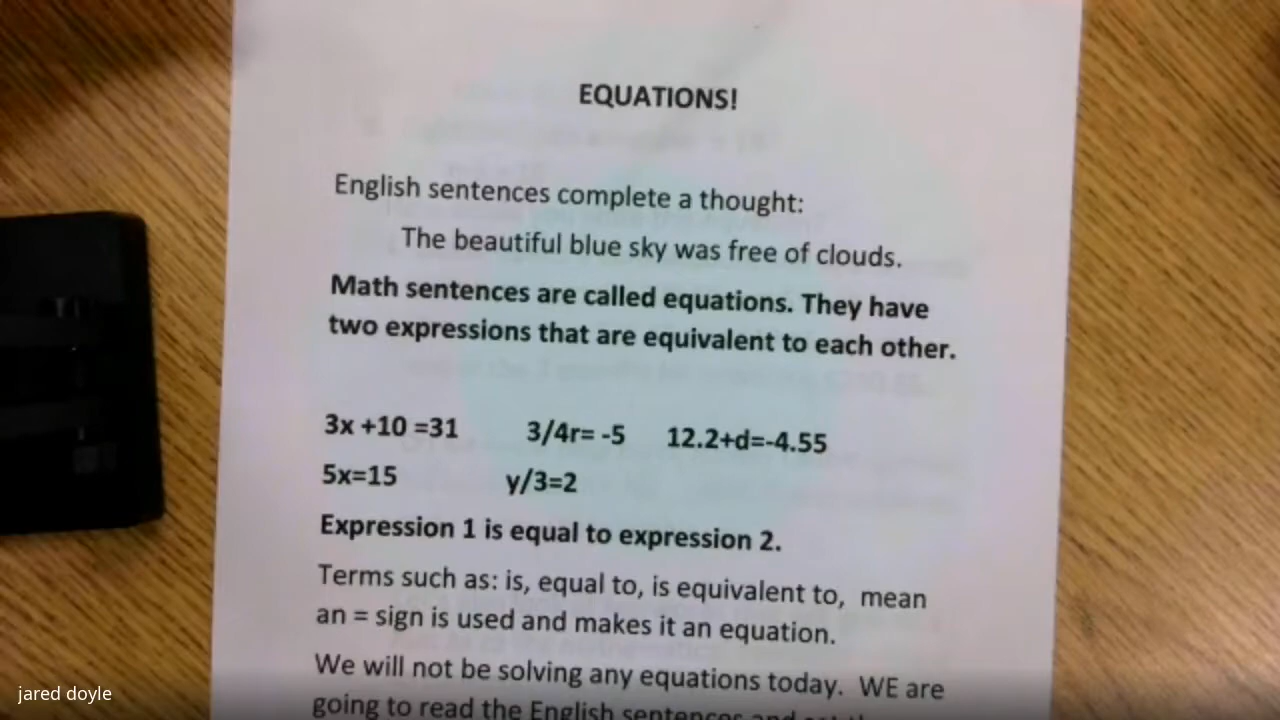 EQUATIONS!
English sentences complete a thought:
The beautiful blue sky was free of clouds.
Math sentences are called equations. They have
two expressions that are equivalent to each other.
3x +10 =31 3/4r= -5 12.2+d=-4.55
5x=15 y/3=2
Expression 1 is equal to expression 2.
Terms such as: is, equal to, is equivalent to, mean
an = sign is used and makes it an equation.
We will not be solving any equations today. WE are
going to read the English sentences and
jared doyle